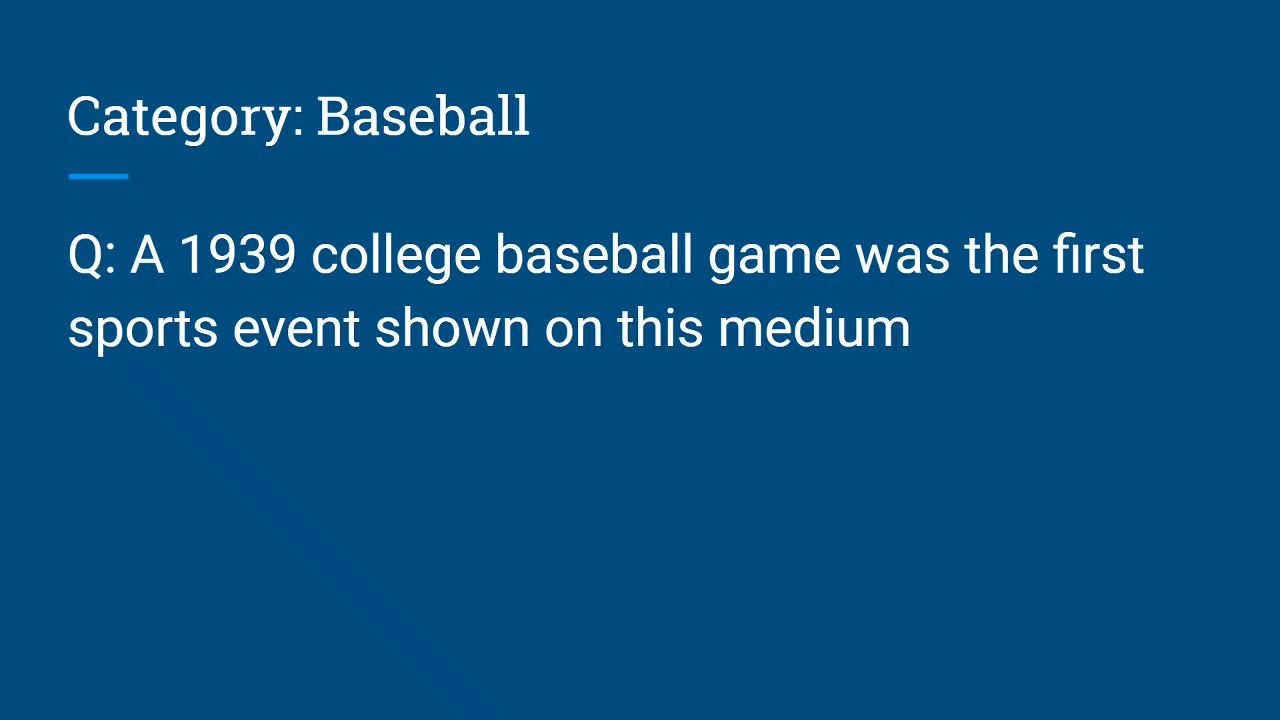 Category: Baseball
Q: A 1939 college baseball game was the first
sports event shown on this medium